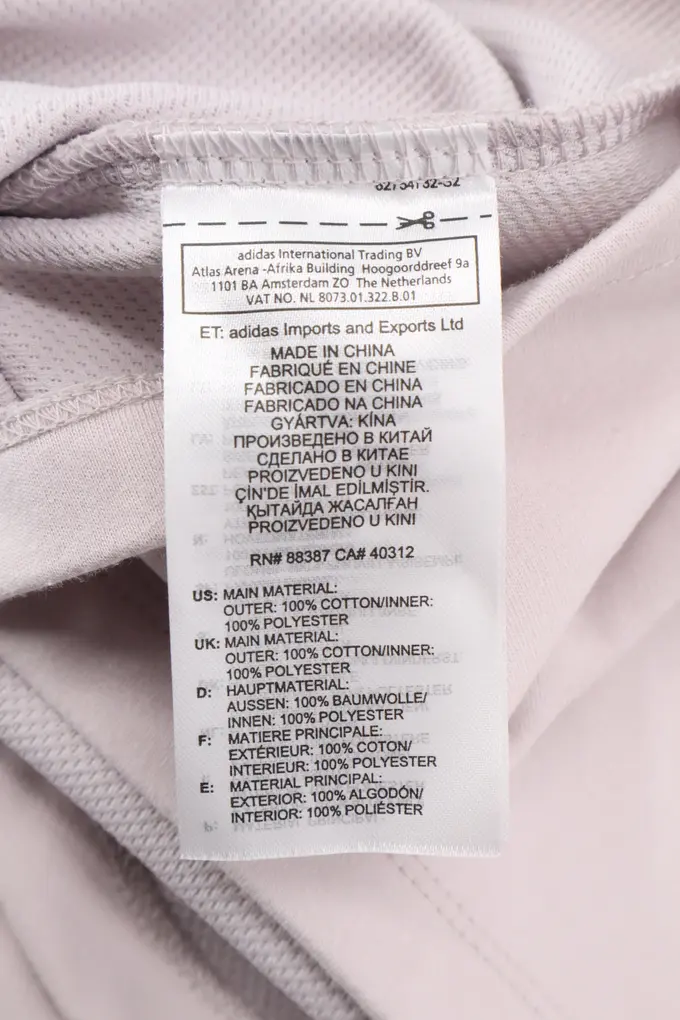 adidas International Trading BV
Atlas Arena -Afrika Building Hoogoorddreef 9a
1101 BA Amsterdam ZO The Netherlands
VAT NO. NL 8073.01.322.B.01
ET: adidas Imports and Exports Ltd
MADE IN CHINA
FABRIQUÉ EN CHINE
FABRICADO EN CHINA
FABRICADO NA CHINA
GYÁRTVA: KÍNA
ПРОИЗВЕДЕНО В КИТАЙ
СДЕЛАНО В КИТАЕ
PROIZVEDENO U KINI
ÇİN'DE İMAL EDİLMİŞTİR.
ҚЫТАЙДА ЖАСАЛҒАН
PROIZVEDENO U KINI
RN# 88387 CA# 40312
US: MAIN MATERIAL:
OUTER: 100% COTTON/INNER:
100% POLYESTER
UK: MAIN MATERIAL:
OUTER: 100% COTTON/INNER:
100% POLYESTER
D: HAUPTMATERIAL:
AUSSEN: 100% BAUMWOLLE/
INNEN: 100% POLYESTER
F: MATIERE PRINCIPALE:
EXTÉRIEUR: 100% COTON/
INTERIEUR: 100% POLYESTER
E: MATERIAL PRINCIPAL:
EXTERIOR: 100% ALGODÓN/
INTERIOR: 100% POLIÉSTER